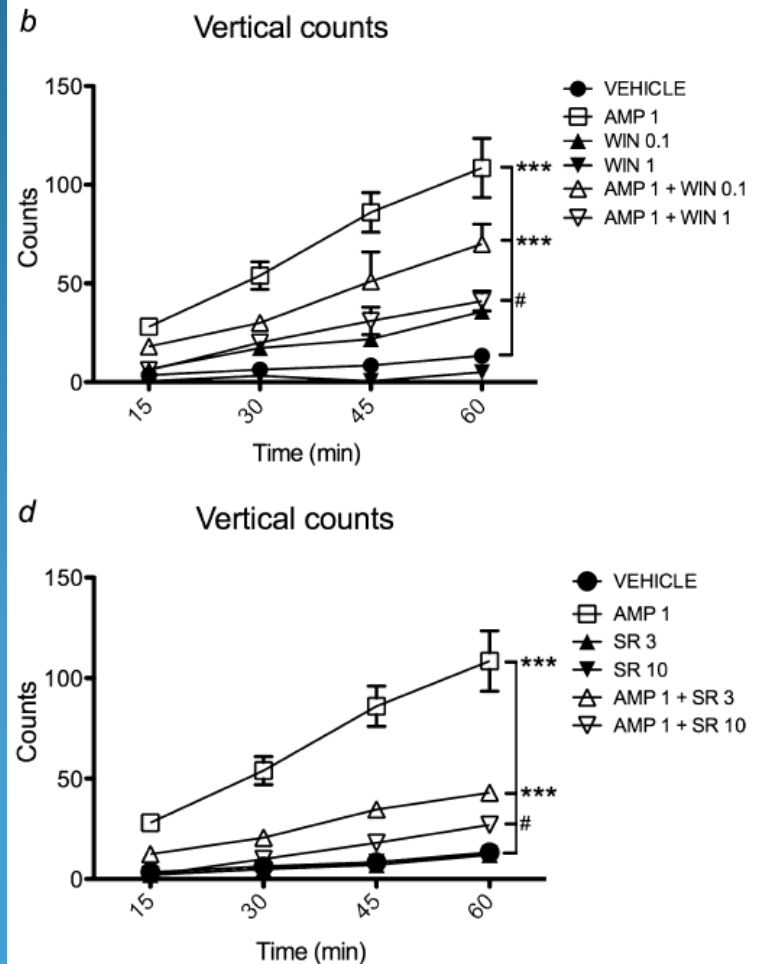 b
Vertical counts
150
100
50
0
Counts
15
30
45
60
Time (min)
VEHICLE
AMP 1
WIN 0.1
WIN 1
AMP 1 + WIN 0.1
AMP 1 + WIN 1
***
***
#
d
Vertical counts
150
100
50
0
Counts
15
30
45
60
Time (min)
VEHICLE
AMP 1
SR 3
SR 10
AMP 1 + SR 3
AMP 1 + SR 10
***
***
#